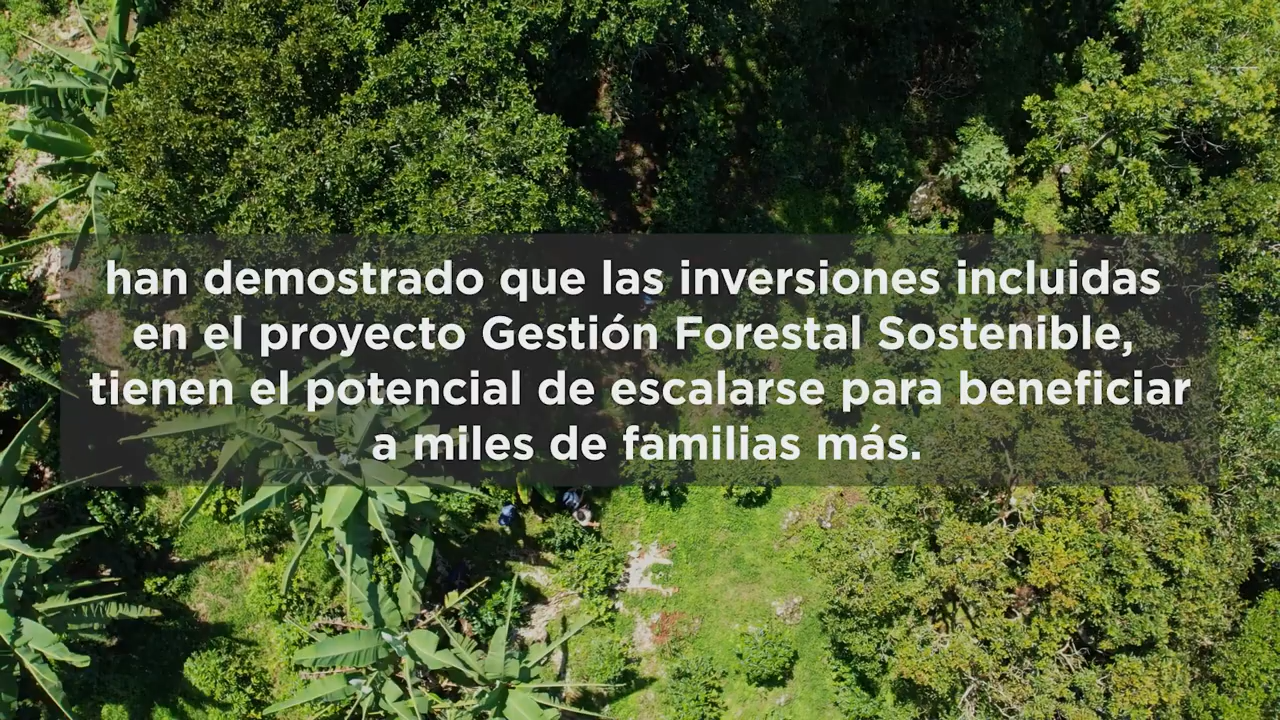 han demostrado que las inversiones incluidas
en el proyecto Gestión Forestal Sostenible,
tienen el potencial de escalarse para beneficiar
a miles de familias más.